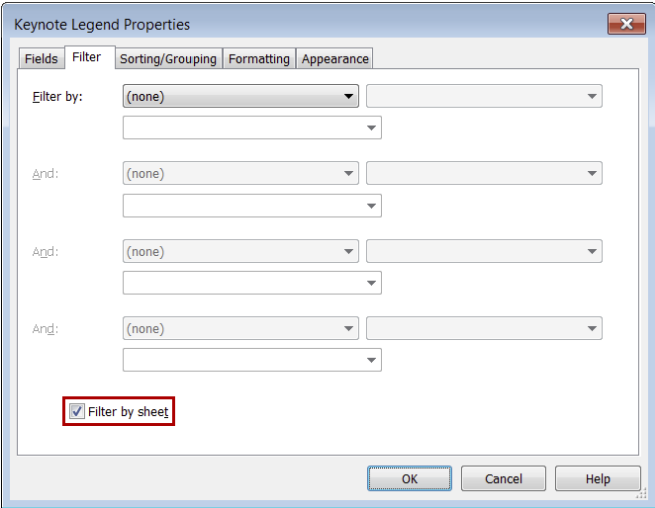 Keynote Legend Properties
Fields Filter Sorting/Grouping Formatting Appearance
Filter by: (none)
And: (none)
And: (none)
And: (none)
Filter by sheet
OK Cancel Help